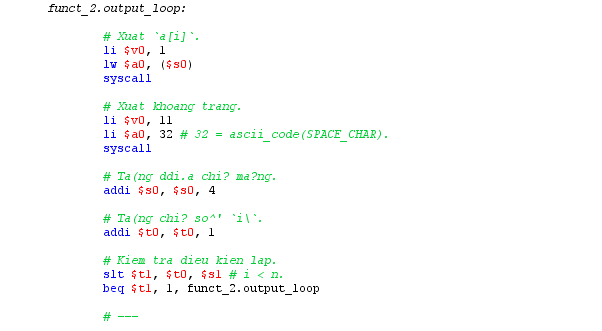 funct_2.output_loop:
# Xuat `a[i]`.
li $v0, 1
lw $a0, ($s0)
syscall
# Xuat khoang trang.
li $v0, 11
li $a0, 32 # 32 = ascii_code(SPACE_CHAR).
syscall
# Ta(ng ddi.a chi? ma?ng.
addi $s0, $s0, 4
# Ta(ng chi? so^' `i\`.
addi $t0, $t0, 1
# Kiem tra dieu kien lap.
slt $t1, $t0, $s1 # i < n.
beq $t1, 1, funct_2.output_loop
# ---